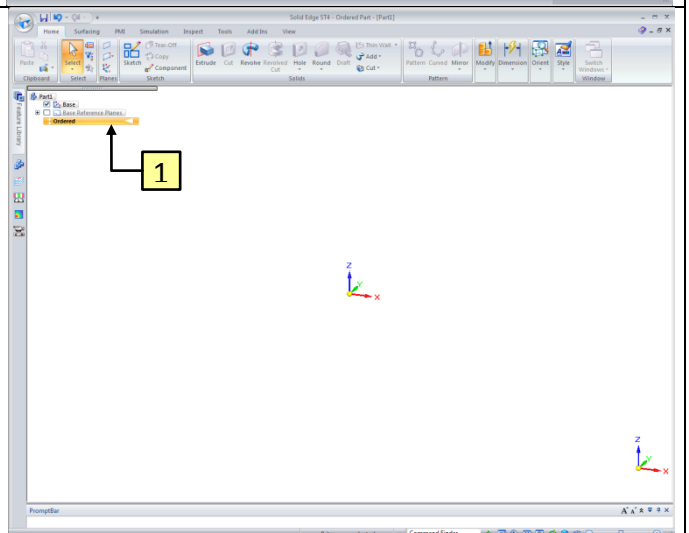 Solid Edge ST4 - Ordered Part - [Part1]
Home Surfacing PMI Simulation Inspect Tools Add Ins View
Paste Select Sketch Tear-Off Copy Component Extrude Cut Revolve Revolved Cut Hole Round Draft Thin Wall Add Cut Pattern Curved Mirror Modify Dimension Orient Style Switch Windows
Clipboard Select Planes Sketch Solids Pattern Window
Part1
Base
Base Reference Planes
Ordered
Feature Library
1
Z
Y
X
Z
Y
X
PromptBar
Command Finder